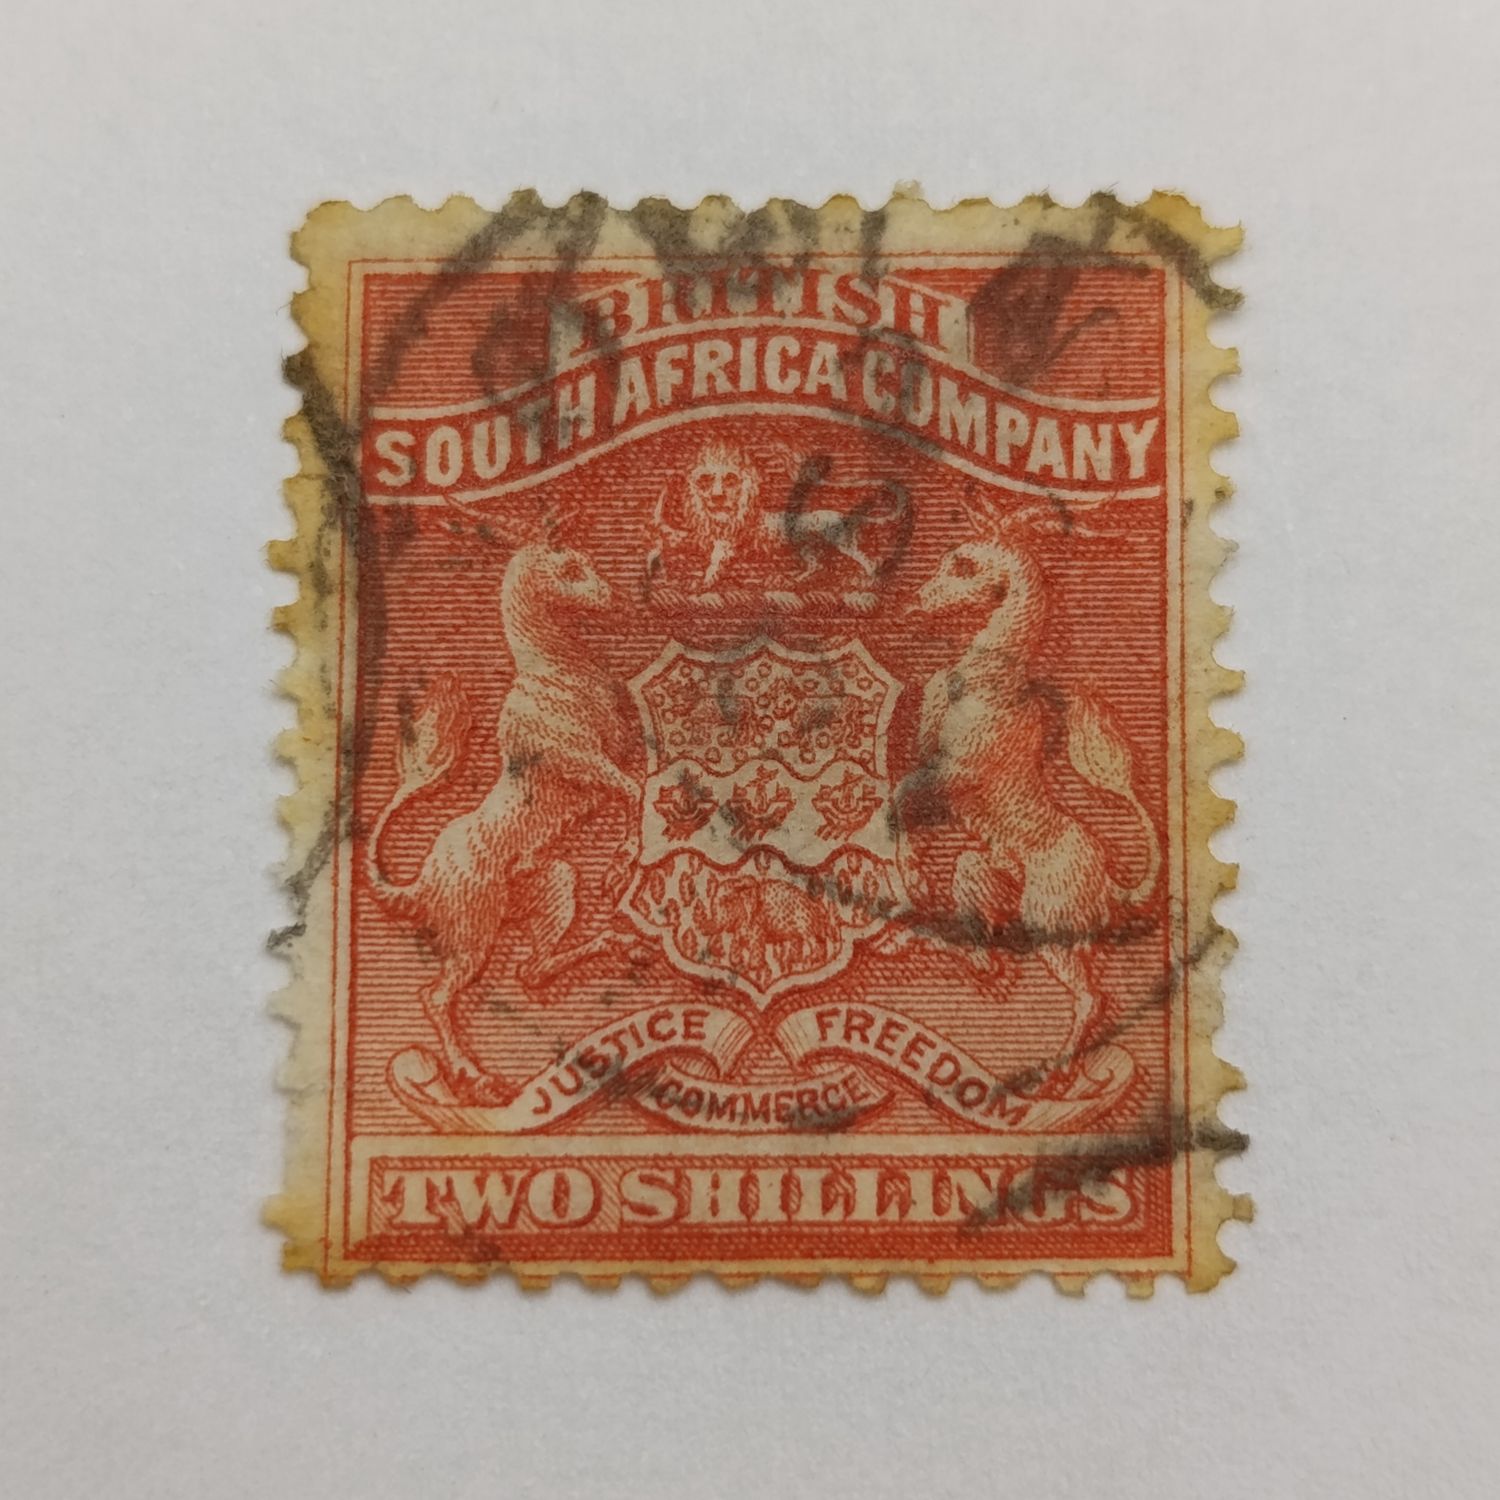 BRITISH
SOUTH AFRICA COMPANY
JUSTICE COMMERCE FREEDOM
TWO SHILLINGS